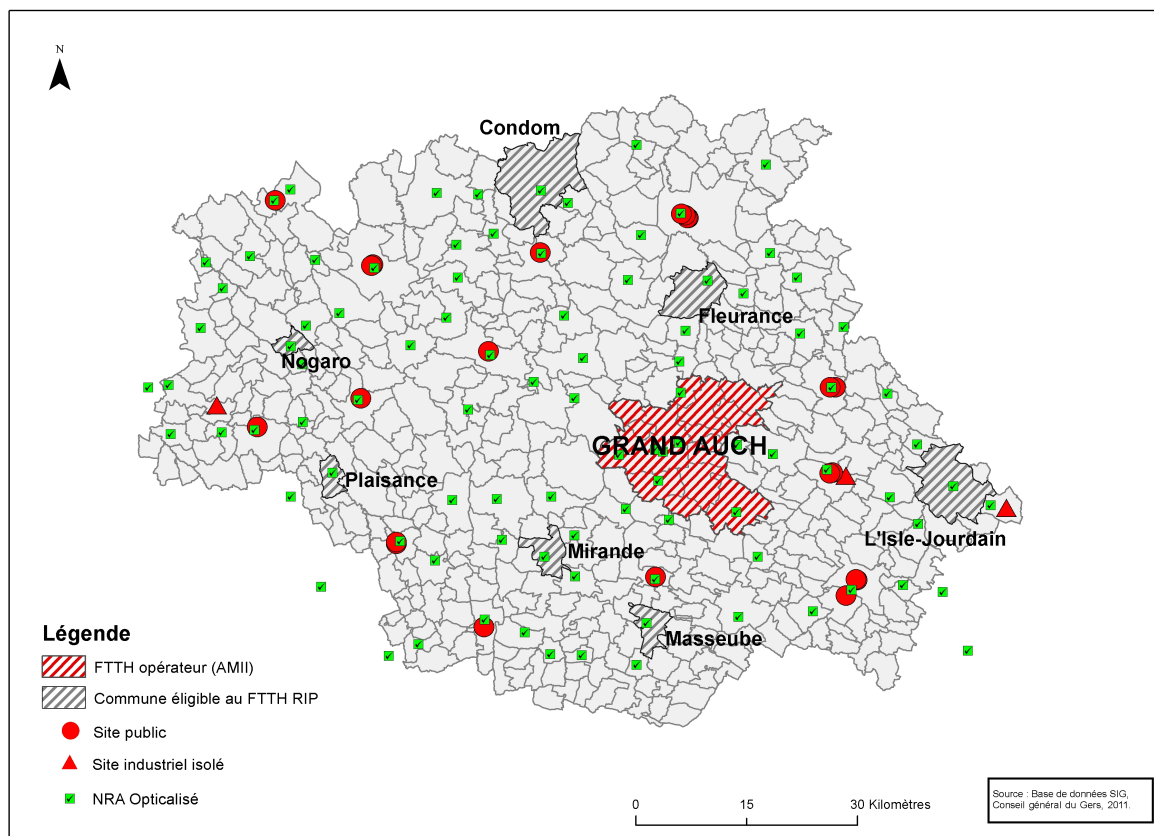 N
Condom
Fleurance
Nogaro
GRAND AUCH
Plaisance
L'Isle-Jourdain
Mirande
Masseube
Légende
FTTH opérateur (AMII)
Commune éligible au FTTH RIP
Site public
Site industriel isolé
NRA Opticalisé
0 15 30 Kilomètres
Source : Base de données SIG,
Conseil général du Gers, 2011.